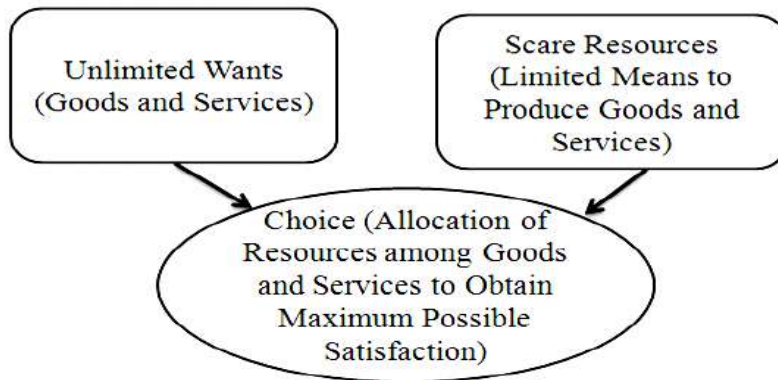 Unlimited Wants
(Goods and Services)
Scare Resources
(Limited Means to
Produce Goods and
Services)
Choice (Allocation of
Resources among Goods
and Services to Obtain
Maximum Possible
Satisfaction)